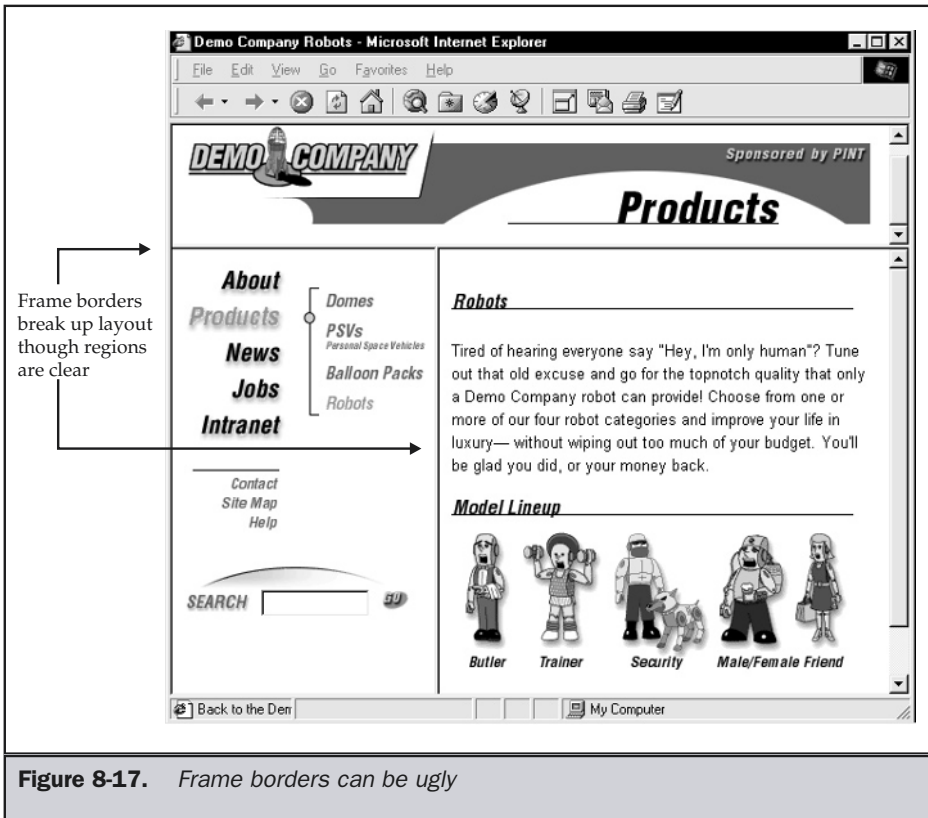 Demo Company Robots - Microsoft Internet Explorer
File Edit View Go Favorites Help
DEMO COMPANY
Sponsored by PINT
Products
Frame borders
break up layout
though regions
are clear
About
Products
News
Jobs
Intranet
Domes
PSVs
Personal Space Vehicles
Balloon Packs
Robots
Contact
Site Map
Help
SEARCH
GO
Robots
Tired of hearing everyone say "Hey, I'm only human"? Tune
out that old excuse and go for the topnotch quality that only
a Demo Company robot can provide! Choose from one or
more of our four robot categories and improve your life in
luxury— without wiping out too much of your budget. You'll
be glad you did, or your money back.
Model Lineup
Butler Trainer Security Male/Female Friend
Back to the Dem
My Computer
Figure 8-17. Frame borders can be ugly